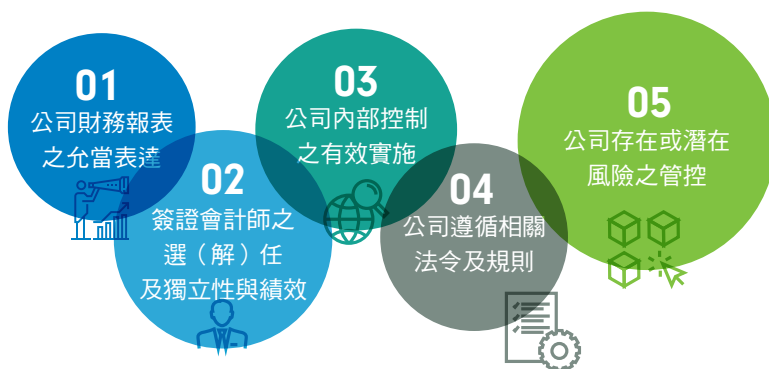 01
公司財務報表
之允當表達
02
簽證會計師之
選（解）任
及獨立性與績效
03
公司內部控制
之有效實施
04
公司遵循相關
法令及規則
05
公司存在或潛在
風險之管控